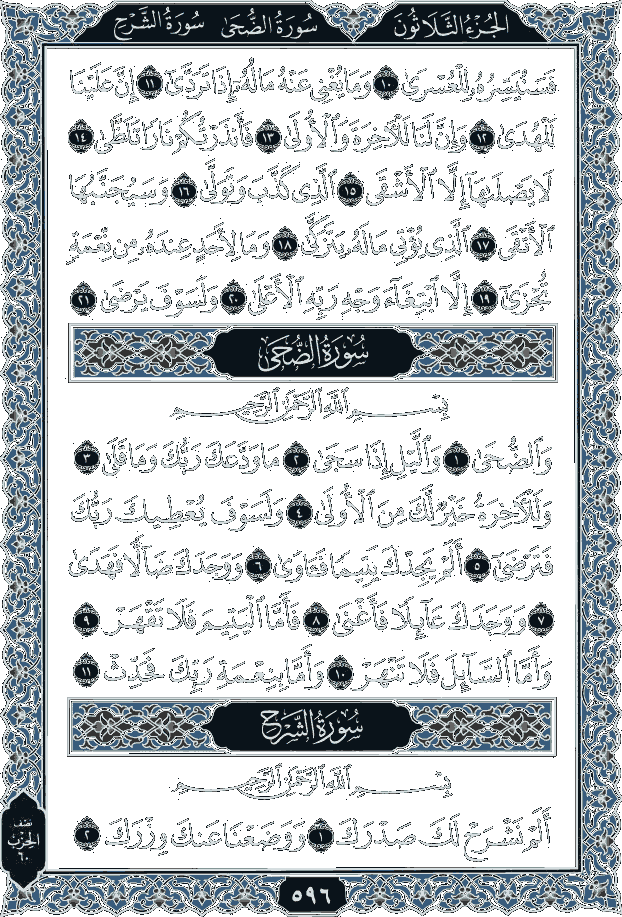 الجُزْءُ الثَّلَاثُونَ سُورَةُ الضُّحَى سُورَةُ الشَّرْحِ
فَسَنُيَسِّرُهُۥ لِلْعُسْرَىٰ ١٠ وَمَا يُغْنِى عَنْهُ مَالُهُۥٓ إِذَا تَرَدَّىٰٓ ١١ إِنَّ عَلَيْنَا
لَلْهُدَىٰ ١٢ وَإِنَّ لَنَا لَلْءَاخِرَةَ وَٱلْأُولَىٰ ١٣ فَأَنذَرْتُكُمْ نَارًا تَلَظَّىٰ ١٤
لَا يَصْلَىٰهَآ إِلَّا ٱلْأَشْقَى ١٥ ٱلَّذِى كَذَّبَ وَتَوَلَّىٰ ١٦ وَسَيُجَنَّبُهَا
ٱلْأَتْقَى ١٧ ٱلَّذِى يُؤْتِى مَالَهُۥ يَتَزَكَّىٰ ١٨ وَمَا لِأَحَدٍ عِندَهُۥ مِن نِّعْمَةٍ
تُجْزَىٰٓ ١٩ إِلَّا ٱبْتِغَآءَ وَجْهِ رَبِّهِ ٱلْأَعْلَىٰ ٢٠ وَلَسَوْفَ يَرْضَىٰ ٢١
سُورَةُ الضُّحَى
بِسْمِ ٱللَّهِ ٱلرَّحْمَٰنِ ٱلرَّحِيمِ
وَٱلضُّحَىٰ ١ وَٱلَّيْلِ إِذَا سَجَىٰ ٢ مَا وَدَّعَكَ رَبُّكَ وَمَا قَلَىٰ ٣
وَلَلْءَاخِرَةُ خَيْرٌ لَّكَ مِنَ ٱلْأُولَىٰ ٤ وَلَسَوْفَ يُعْطِيكَ رَبُّكَ
فَتَرْضَىٰٓ ٥ أَلَمْ يَجِدْكَ يَتِيمًا فَـَٔاوَىٰ ٦ وَوَجَدَكَ ضَآلًّا فَهَدَىٰ
٧ وَوَجَدَكَ عَآئِلًا فَأَغْنَىٰ ٨ فَأَمَّا ٱلْيَتِيمَ فَلَا تَقْهَرْ ٩
وَأَمَّا ٱلسَّآئِلَ فَلَا تَنْهَرْ ١٠ وَأَمَّا بِنِعْمَةِ رَبِّكَ فَحَدِّثْ ١١
سُورَةُ الشَّرْحِ
بِسْمِ ٱللَّهِ ٱلرَّحْمَٰنِ ٱلرَّحِيمِ
أَلَمْ نَشْرَحْ لَكَ صَدْرَكَ ١ وَوَضَعْنَا عَنكَ وِزْرَكَ ٢
نصف
الحزب
٦٠
٥٩٦